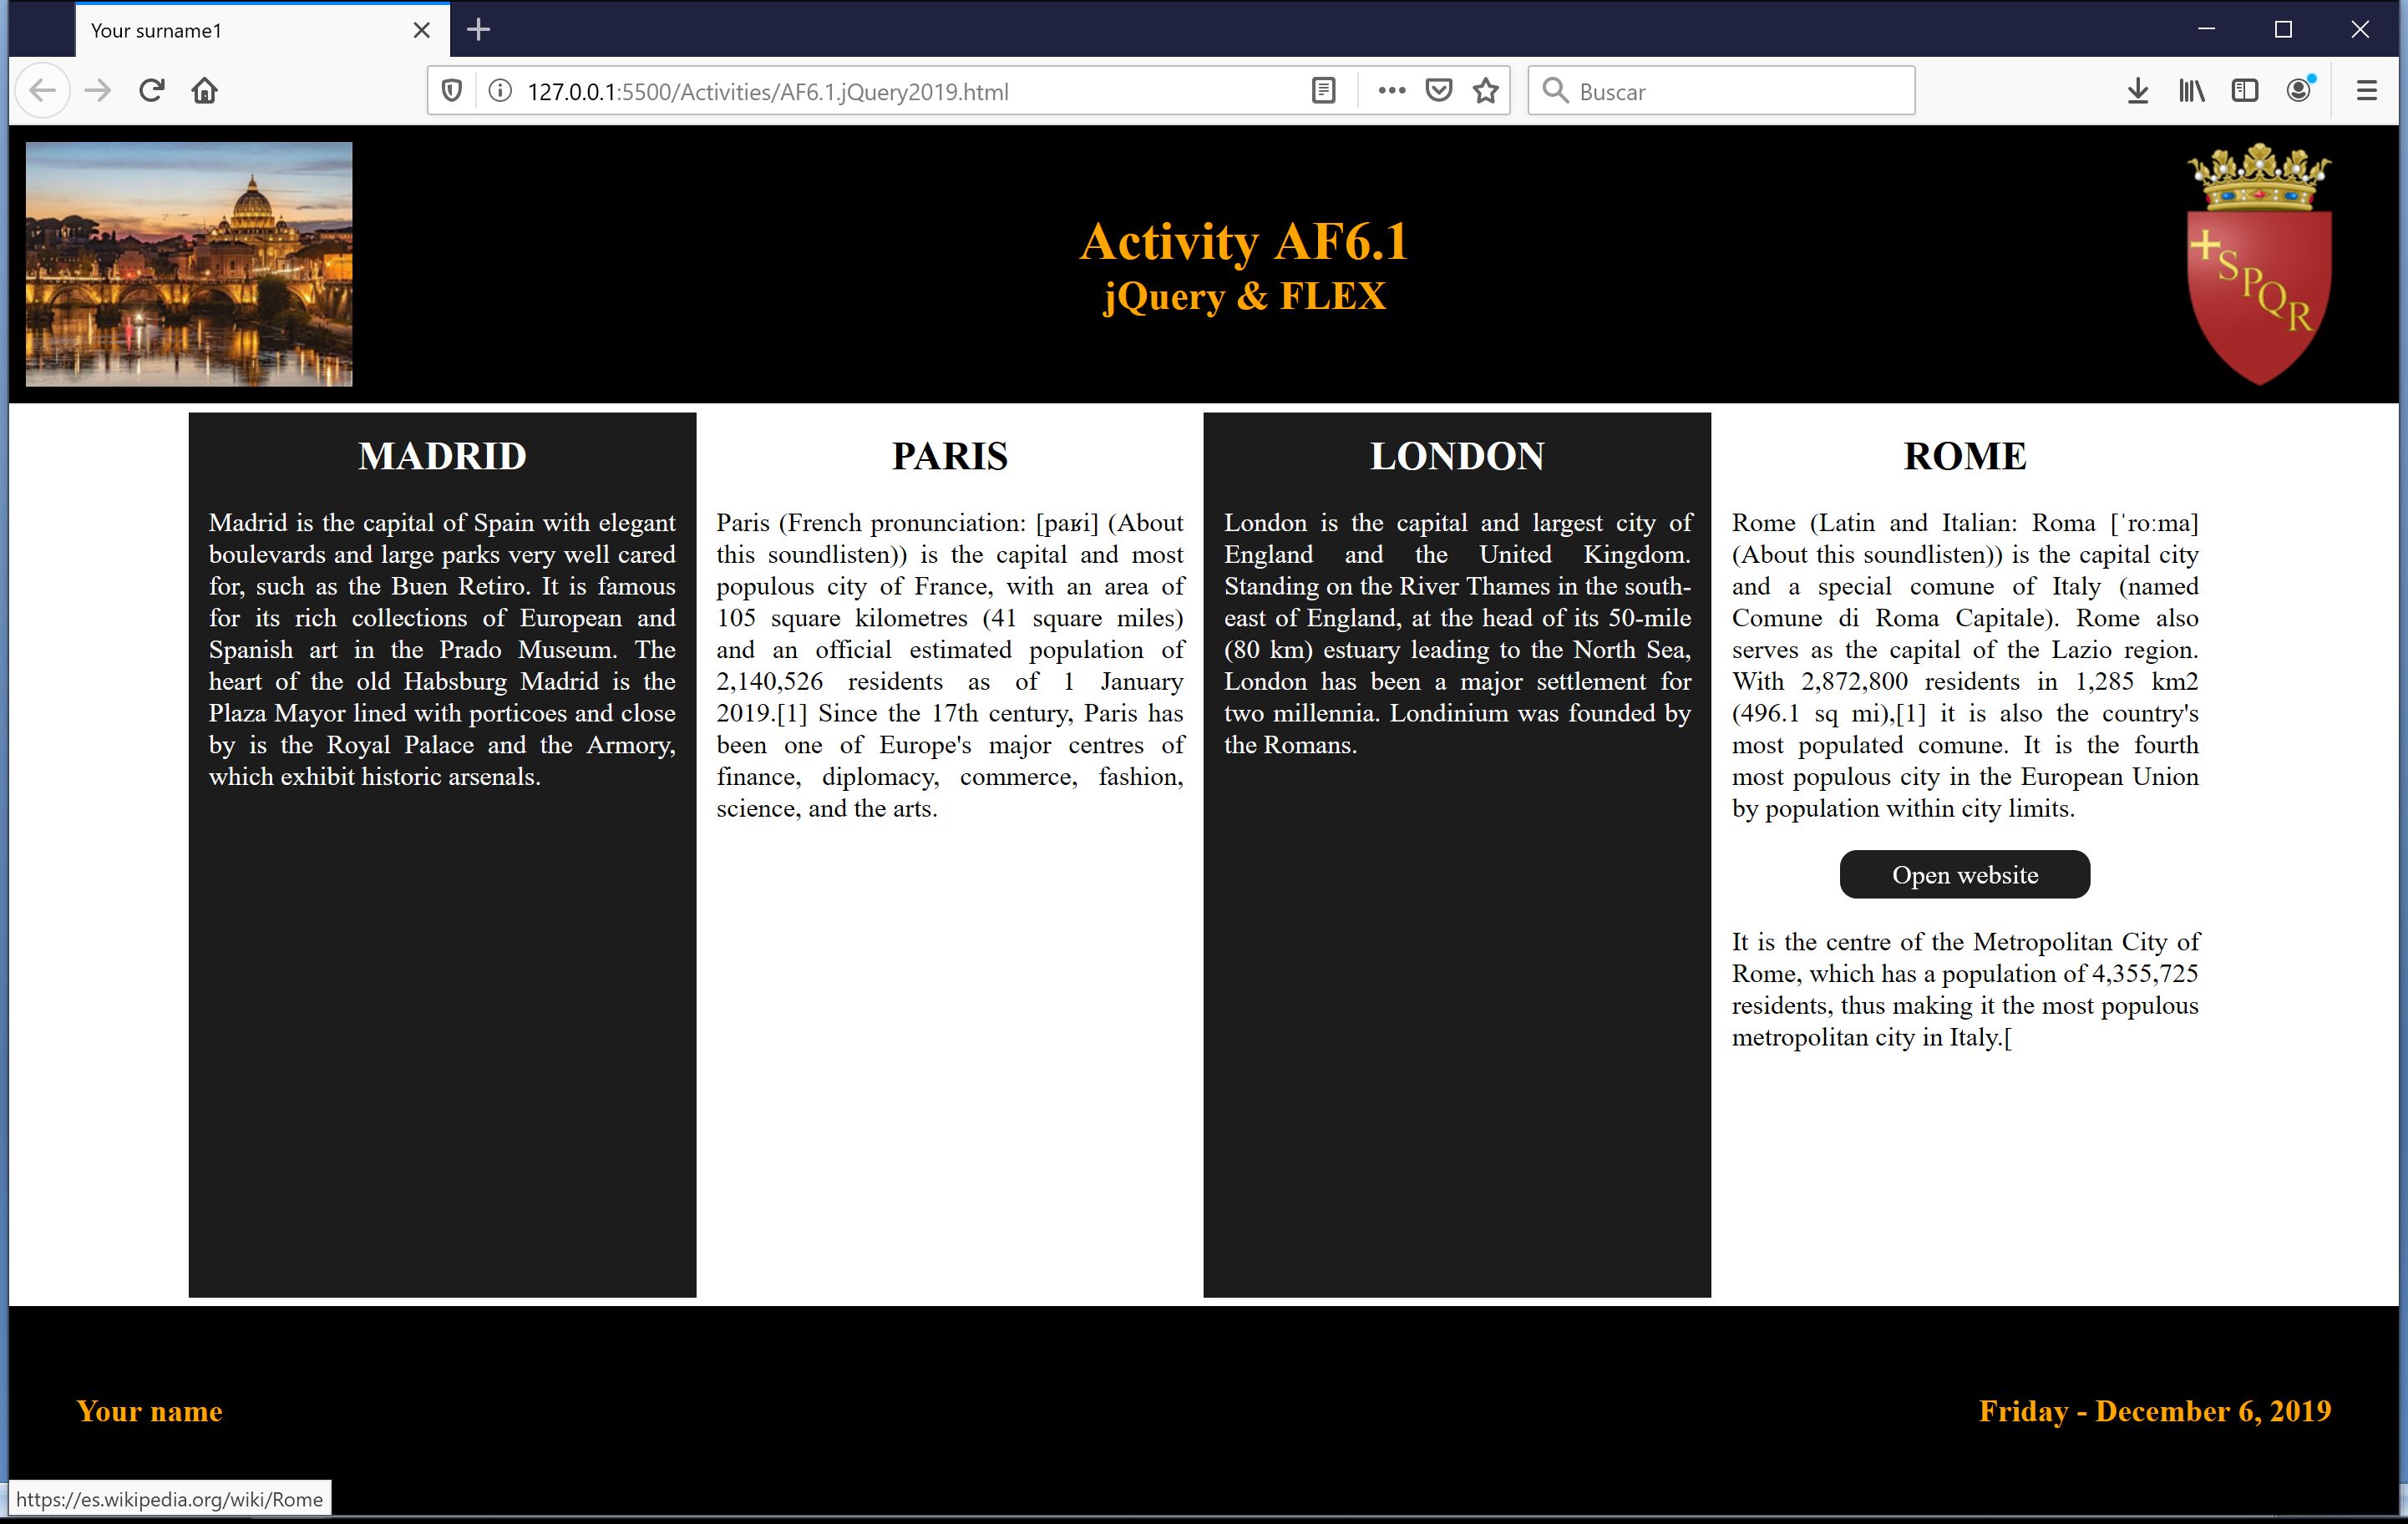 Your surname1
127.0.0.1:5500/Activities/AF6.1.jQuery2019.html
Buscar
Activity AF6.1
jQuery & FLEX
+SPQR
MADRID
Madrid is the capital of Spain with elegant
boulevards and large parks very well cared
for, such as the Buen Retiro. It is famous
for its rich collections of European and
Spanish art in the Prado Museum. The
heart of the old Habsburg Madrid is the
Plaza Mayor lined with porticoes and close
by is the Royal Palace and the Armory,
which exhibit historic arsenals.
PARIS
Paris (French pronunciation: [paʁi] (About
this soundlisten)) is the capital and most
populous city of France, with an area of
105 square kilometres (41 square miles)
and an official estimated population of
2,140,526 residents as of 1 January
2019.[1] Since the 17th century, Paris has
been one of Europe's major centres of
finance, diplomacy, commerce, fashion,
science, and the arts.
LONDON
London is the capital and largest city of
England and the United Kingdom.
Standing on the River Thames in the south-
east of England, at the head of its 50-mile
(80 km) estuary leading to the North Sea,
London has been a major settlement for
two millennia. Londinium was founded by
the Romans.
ROME
Rome (Latin and Italian: Roma [ˈroːma]
(About this soundlisten)) is the capital city
and a special comune of Italy (named
Comune di Roma Capitale). Rome also
serves as the capital of the Lazio region.
With 2,872,800 residents in 1,285 km2
(496.1 sq mi),[1] it is also the country's
most populated comune. It is the fourth
most populous city in the European Union
by population within city limits.
Open website
It is the centre of the Metropolitan City of
Rome, which has a population of 4,355,725
residents, thus making it the most populous
metropolitan city in Italy.[
Your name
Friday - December 6, 2019
https://es.wikipedia.org/wiki/Rome